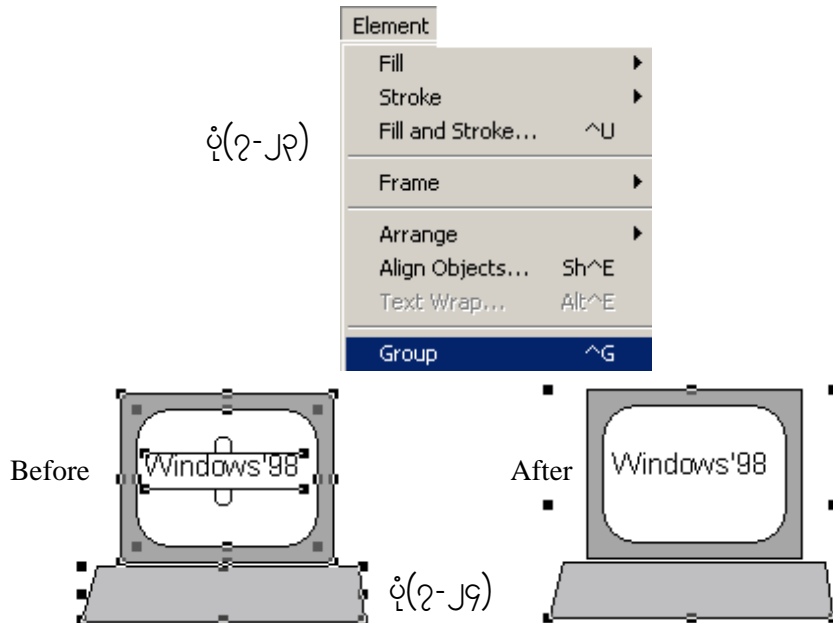 Element
Fill
Stroke
Fill and Stroke... ^U
ပုံ(၇-၂၃)
Frame
Arrange
Align Objects... Sh^E
Text Wrap... Alt^E
Group ^G
Before
Windows'98
After
Windows'98
ပုံ(၇-၂၄)